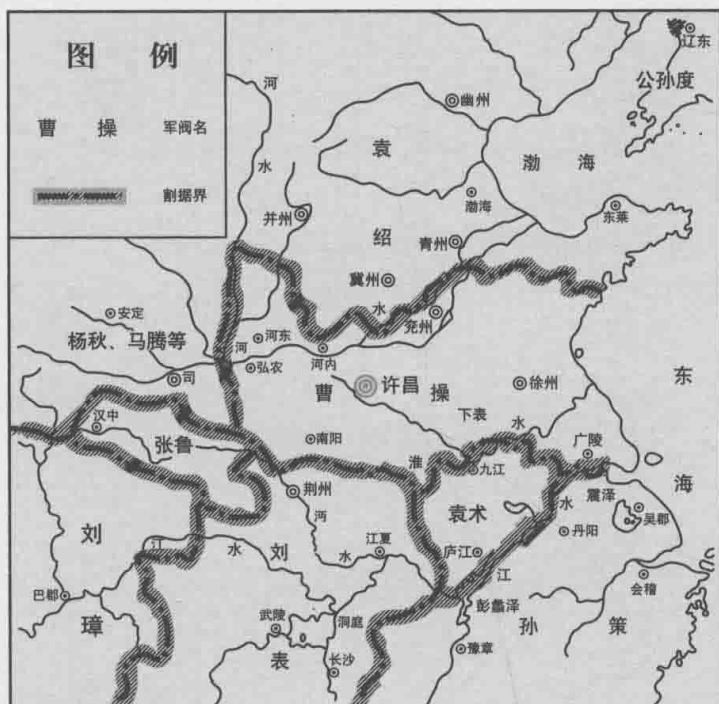 图 例
曹 操 军阀名
割据界
辽东
公孙度
河
水
幽州
袁
绍
渤海
渤 海
东莱
并州
青州
冀州
水
兖州
安定
杨秋、马腾等
河东
河
弘农
河内
司
曹 操
许昌
徐州
东
海
汉中
张鲁
下表
水
南阳
淮
九江
广陵
荆州
沔
水
袁术
水
震泽
吴郡
丹阳
刘
璋
江
水
刘
表
江夏
庐江
江
会稽
巴郡
武陵
洞庭
彭蠡泽
孙 策
长沙
豫章